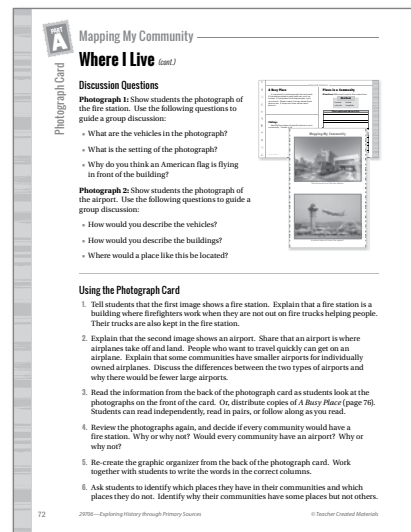 PART
A
Photograph Card
Mapping My Community
Where I Live (cont.)
Discussion Questions
Photograph 1: Show students the photograph of
the fire station. Use the following questions to
guide a group discussion:
• What are the vehicles in the photograph?
• What is the setting of the photograph?
• Why do you think an American flag is flying
in front of the building?
Photograph 2: Show students the photograph of
the airport. Use the following questions to guide a
group discussion:
• How would you describe the vehicles?
• How would you describe the buildings?
• Where would a place like this be located?
A Busy Place
Places in a Community
Mapping My Community
Using the Photograph Card
1. Tell students that the first image shows a fire station. Explain that a fire station is a
building where firefighters work when they are not out on fire trucks helping people.
Their trucks are also kept in the fire station.
2. Explain that the second image shows an airport. Share that an airport is where
airplanes take off and land. People who want to travel quickly can get on an
airplane. Explain that some communities have smaller airports for individually
owned airplanes. Discuss the differences between the two types of airports and
why there would be fewer large airports.
3. Read the information from the back of the photograph card as students look at the
photographs on the front of the card. Or, distribute copies of A Busy Place (page 76).
Students can read independently, read in pairs, or follow along as you read.
4. Review the photographs again, and decide if every community would have a
fire station. Why or why not? Would every community have an airport? Why or
why not?
5. Re-create the graphic organizer from the back of the photograph card. Work
together with students to write the words in the correct columns.
6. Ask students to identify which places they have in their communities and which
places they do not. Identify why their communities have some places but not others.
72
29706—Exploring History through Primary Sources
© Teacher Created Materials